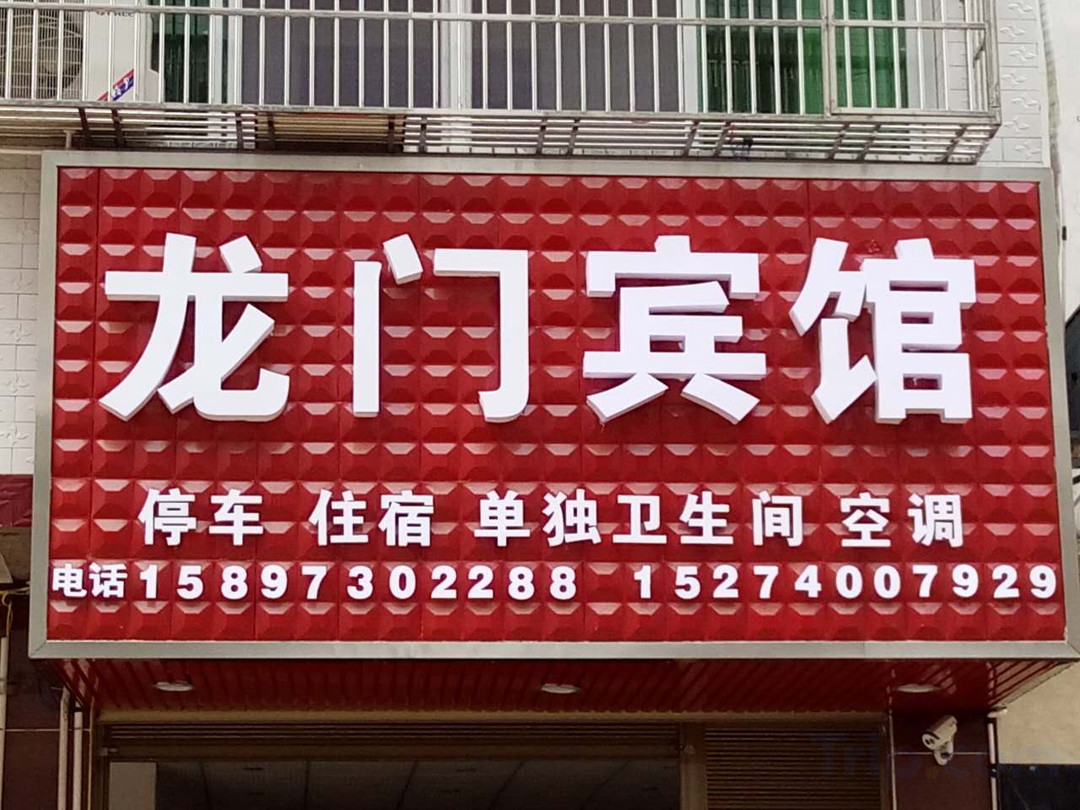 龙门宾馆
停车 住宿 单独卫生间 空调
电话15897302288 15274007929